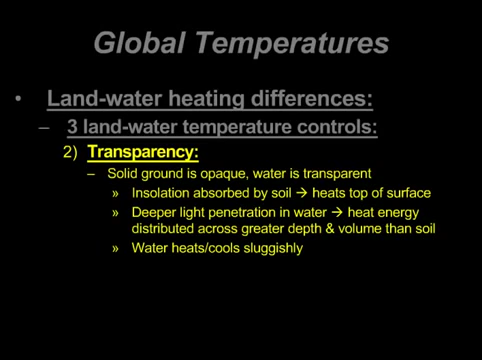 Global Temperatures
• Land-water heating differences:
– 3 land-water temperature controls:
2) Transparency:
– Solid ground is opaque, water is transparent
» Insolation absorbed by soil → heats top of surface
» Deeper light penetration in water → heat energy
distributed across greater depth & volume than soil
» Water heats/cools sluggishly